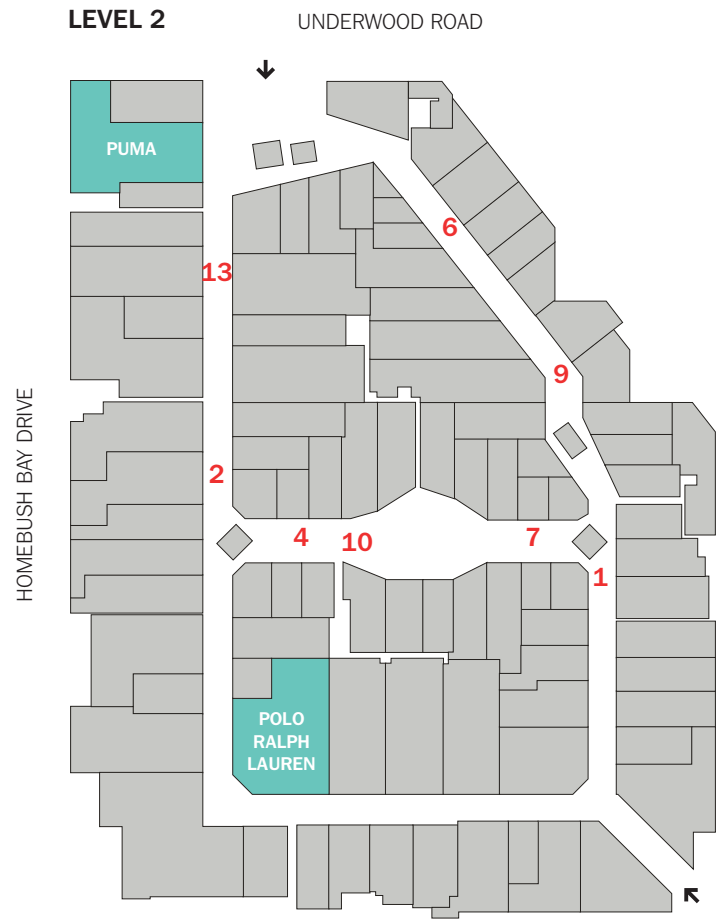 LEVEL 2
UNDERWOOD ROAD
PUMA
6
13
9
HOMEBUSH BAY DRIVE
2
4
10
7
1
POLO
RALPH
LAUREN